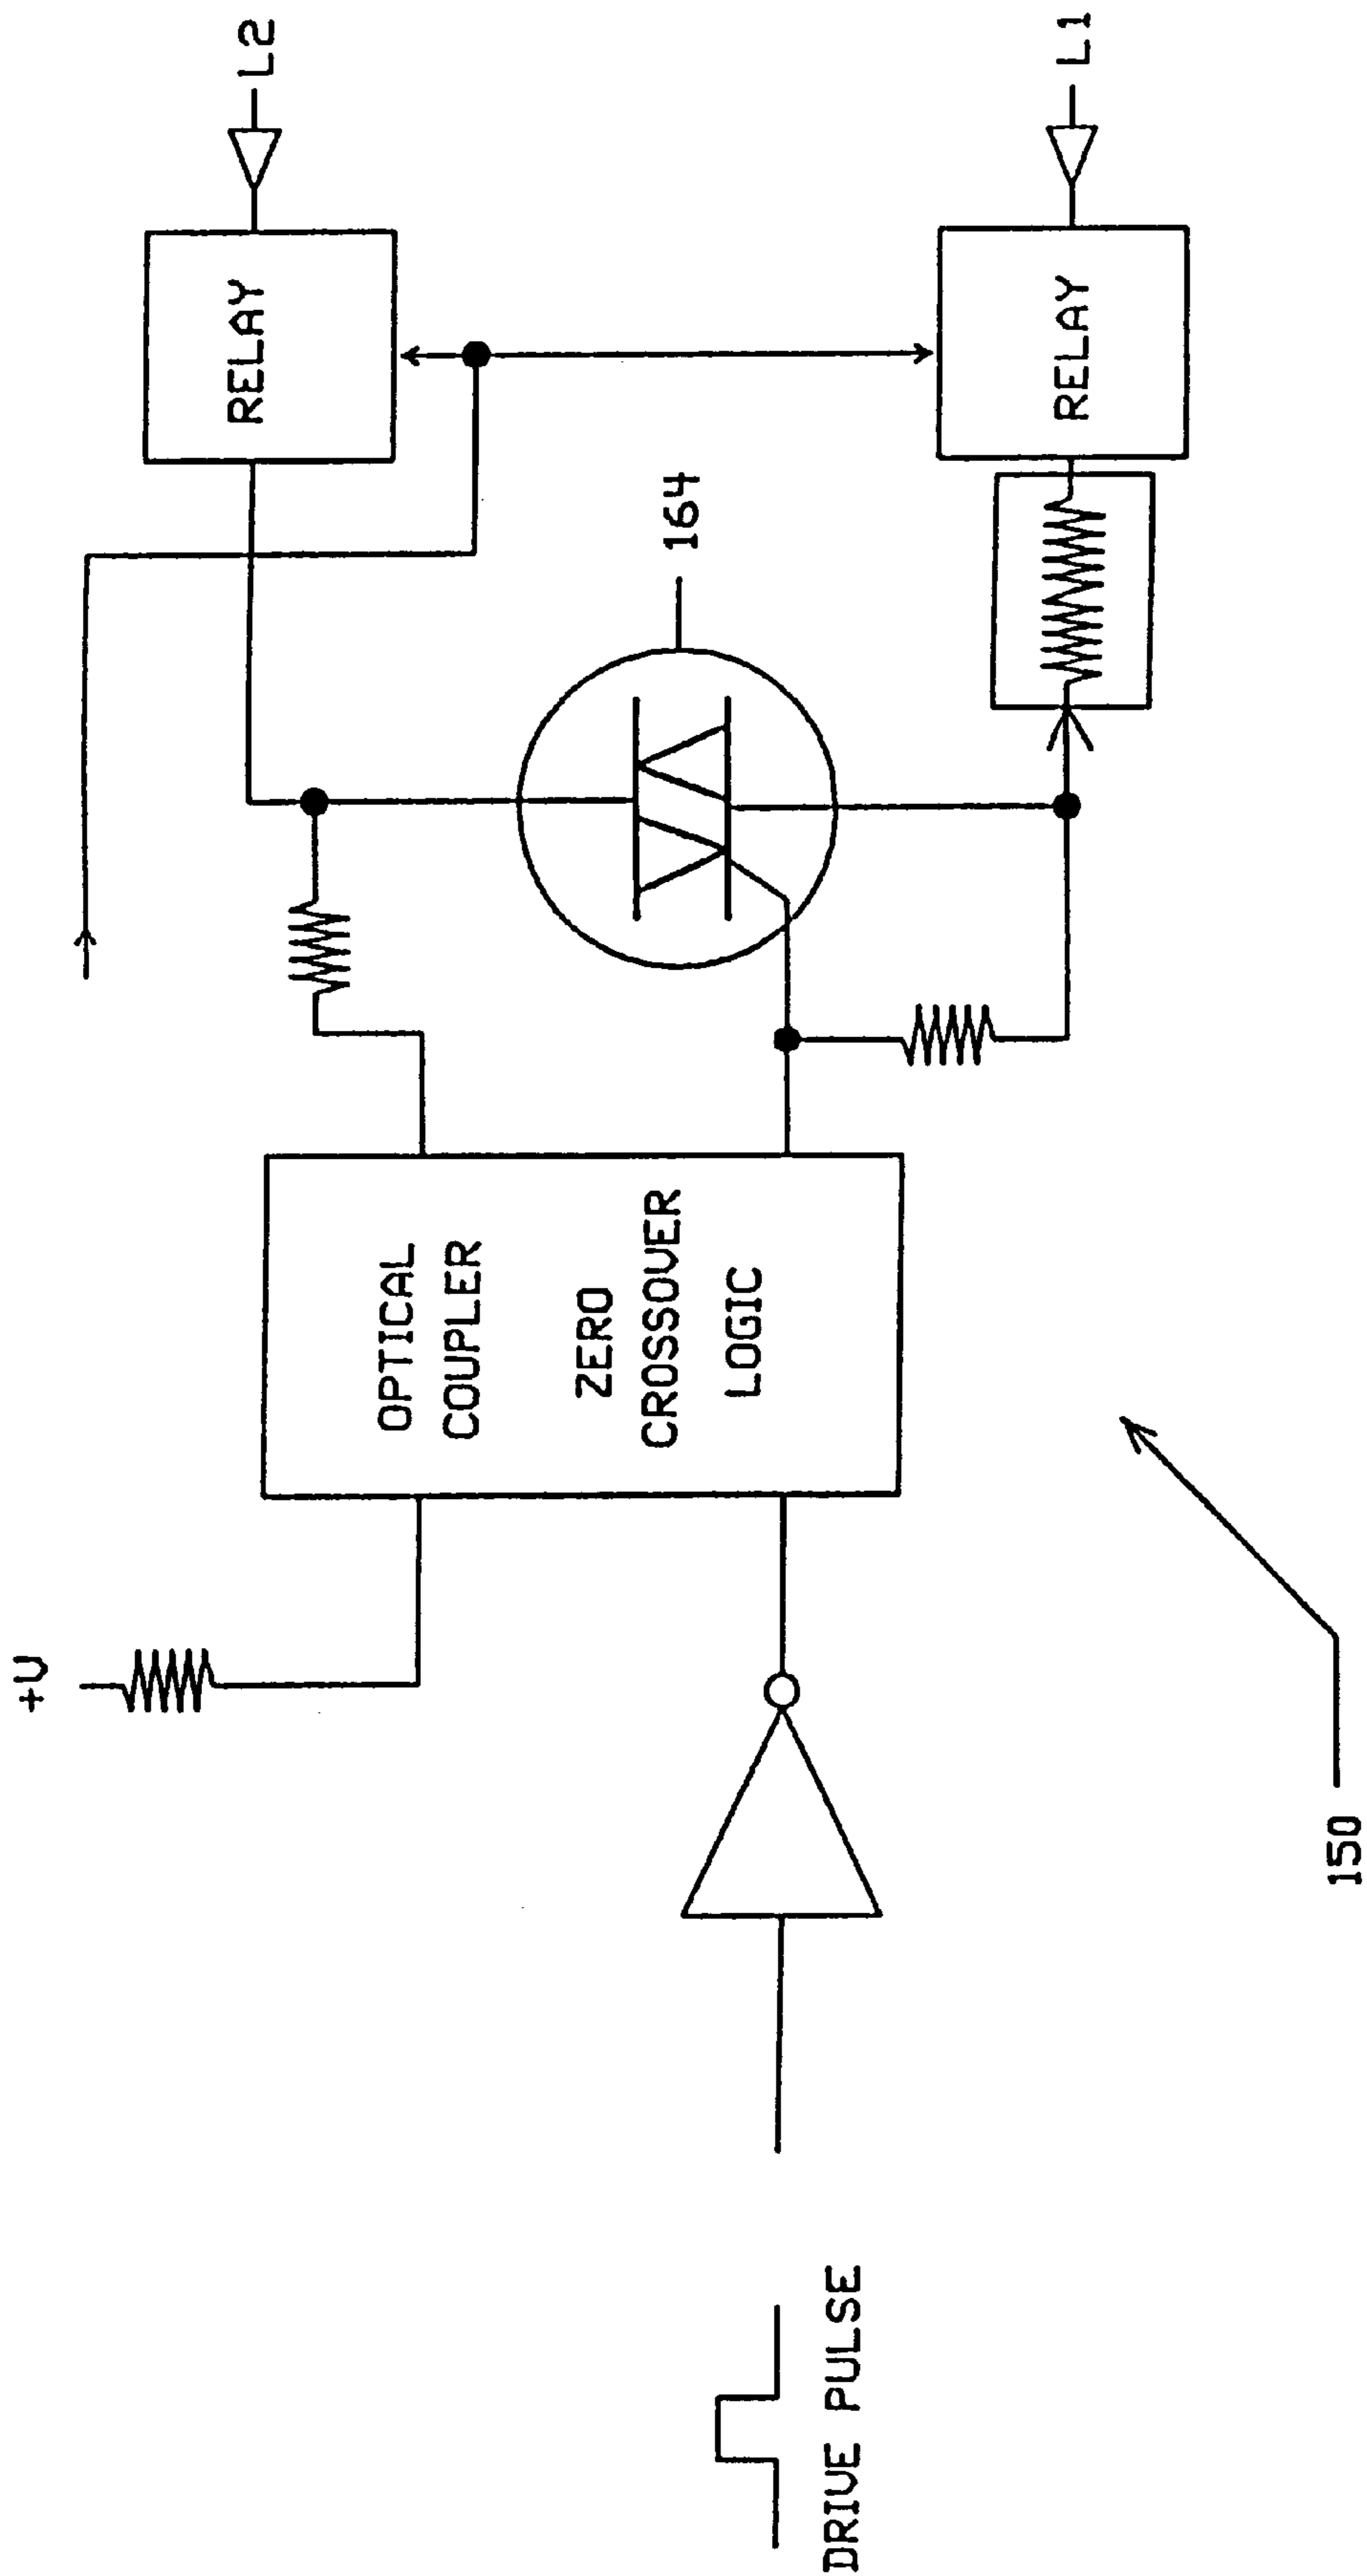 +V
L2
RELAY
OPTICAL
COUPLER
ZERO
CROSSOVER
LOGIC
164
DRIVE PULSE
RELAY
L1
150